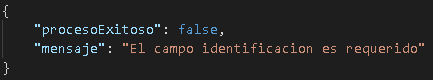 {
    "procesoExitoso": false,
    "mensaje": "El campo identificacion es requerido"
}